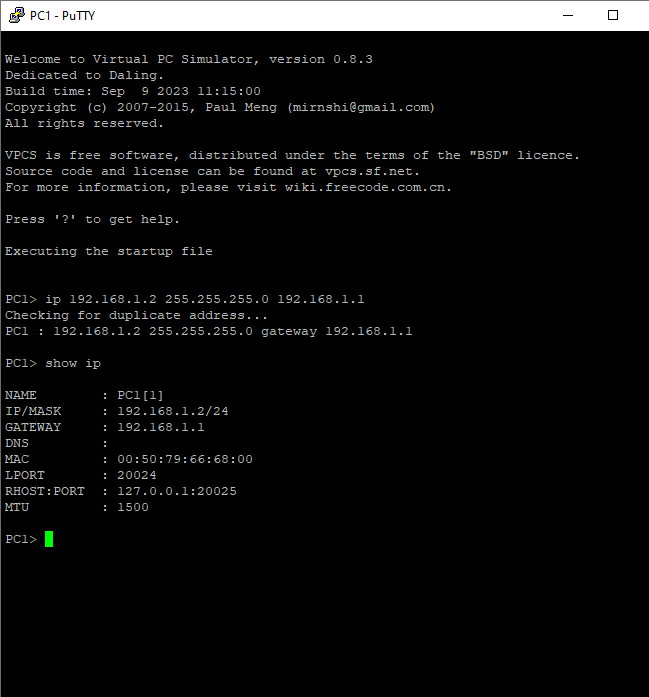 PC1 - PuTTY
Welcome to Virtual PC Simulator, version 0.8.3
Dedicated to Daling.
Build time: Sep  9 2023 11:15:00
Copyright (c) 2007-2015, Paul Meng (mirnshi@gmail.com)
All rights reserved.
VPCS is free software, distributed under the terms of the "BSD" licence.
Source code and license can be found at vpcs.sf.net.
For more information, please visit wiki.freecode.com.cn.
Press '?' to get help.
Executing the startup file
PC1> ip 192.168.1.2 255.255.255.0 192.168.1.1
Checking for duplicate address...
PC1 : 192.168.1.2 255.255.255.0 gateway 192.168.1.1
PC1> show ip
NAME        : PC1[1]
IP/MASK     : 192.168.1.2/24
GATEWAY     : 192.168.1.1
DNS         :
MAC         : 00:50:79:66:68:00
LPORT       : 20024
RHOST:PORT  : 127.0.0.1:20025
MTU         : 1500
PC1>